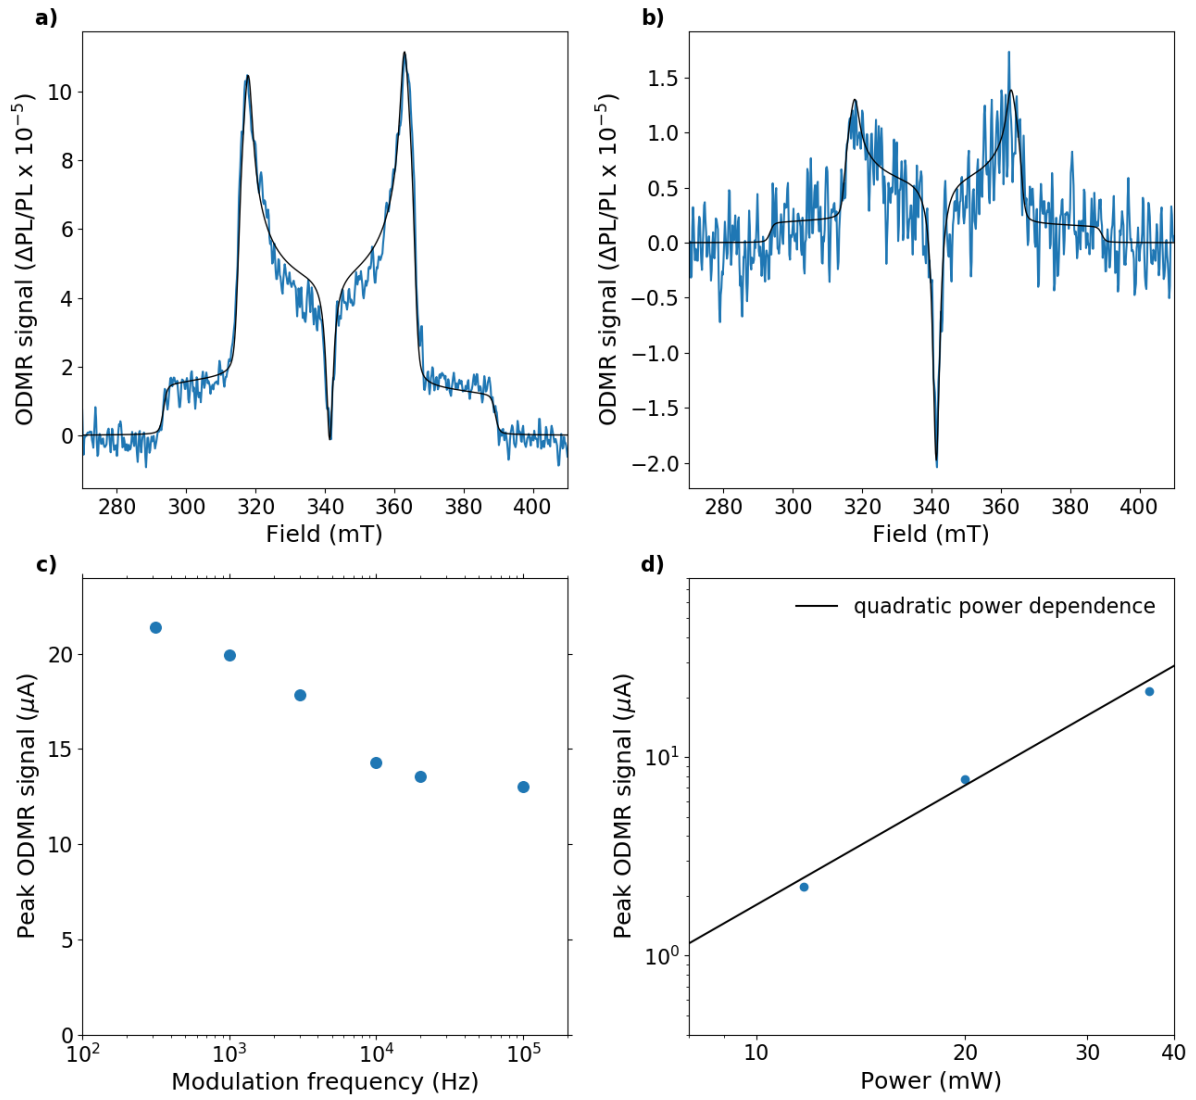 a)
ODMR signal (ΔPL/PL x 10⁻⁵)
10
8
6
4
2
0
280 300 320 340 360 380 400
Field (mT)
b)
ODMR signal (ΔPL/PL x 10⁻⁵)
1.5
1.0
0.5
0.0
−0.5
−1.0
−1.5
−2.0
280 300 320 340 360 380 400
Field (mT)
c)
Peak ODMR signal (μA)
20
15
10
5
0
10² 10³ 10⁴ 10⁵
Modulation frequency (Hz)
d)
quadratic power dependence
Peak ODMR signal (μA)
10¹
10⁰
10 20 30 40
Power (mW)